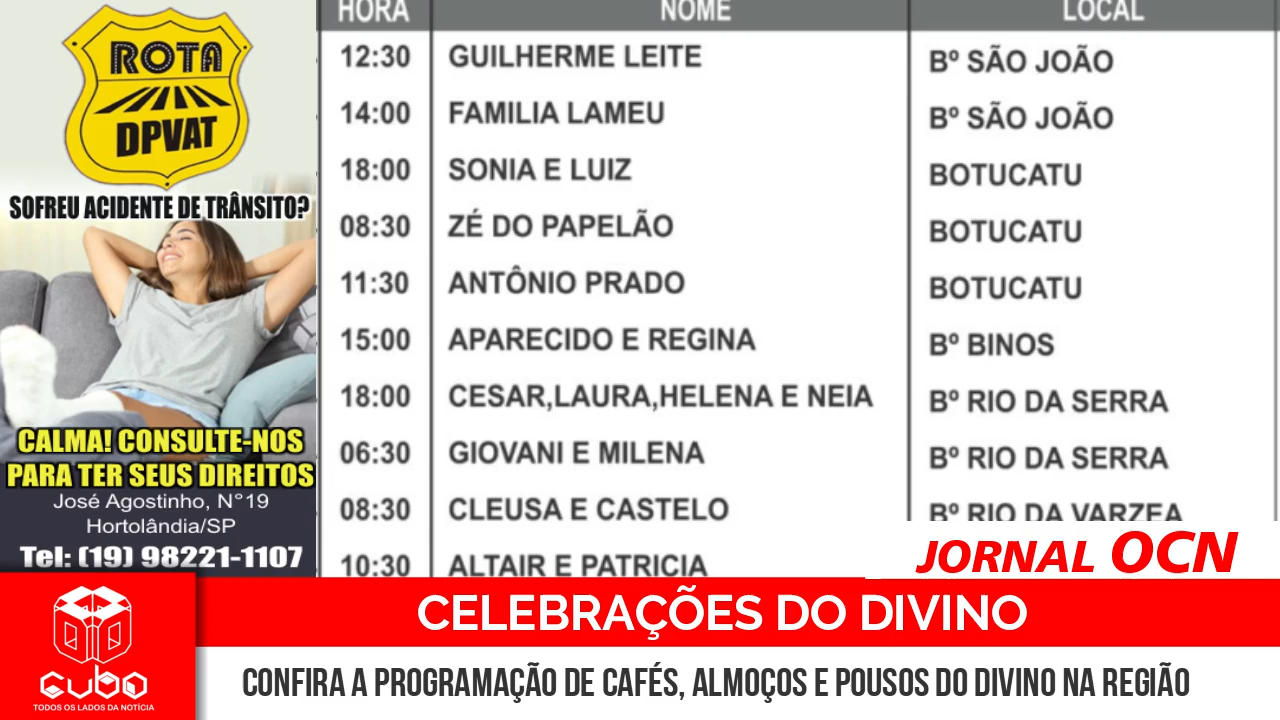 ROTA
DPVAT
SOFREU ACIDENTE DE TRÂNSITO?
CALMA! CONSULTE-NOS
PARA TER SEUS DIREITOS
José Agostinho, N°19
Hortolândia/SP
Tel: (19) 98221-1107
HORA NOME LOCAL
12:30 GUILHERME LEITE Bº SÃO JOÃO
14:00 FAMILIA LAMEU Bº SÃO JOÃO
18:00 SONIA E LUIZ BOTUCATU
08:30 ZÉ DO PAPELÃO BOTUCATU
11:30 ANTÔNIO PRADO BOTUCATU
15:00 APARECIDO E REGINA Bº BINOS
18:00 CESAR,LAURA,HELENA E NEIA Bº RIO DA SERRA
06:30 GIOVANI E MILENA Bº RIO DA SERRA
08:30 CLEUSA E CASTELO Bº RIO DA VARZEA
10:30 ALTAIR E PATRICIA
JORNAL OCN
CELEBRAÇÕES DO DIVINO
CONFIRA A PROGRAMAÇÃO DE CAFÉS, ALMOÇOS E POUSOS DO DIVINO NA REGIÃO
CUBO
TODOS OS LADOS DA NOTÍCIA